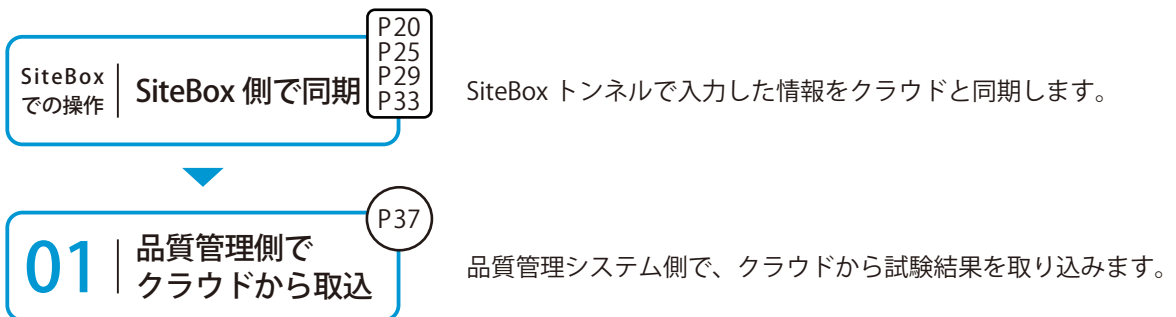 SiteBox
での操作
SiteBox 側で同期
P20
P25
P29
P33
SiteBox トンネルで入力した情報をクラウドと同期します。
01
品質管理側で
クラウドから取込
P37
品質管理システム側で、クラウドから試験結果を取り込みます。